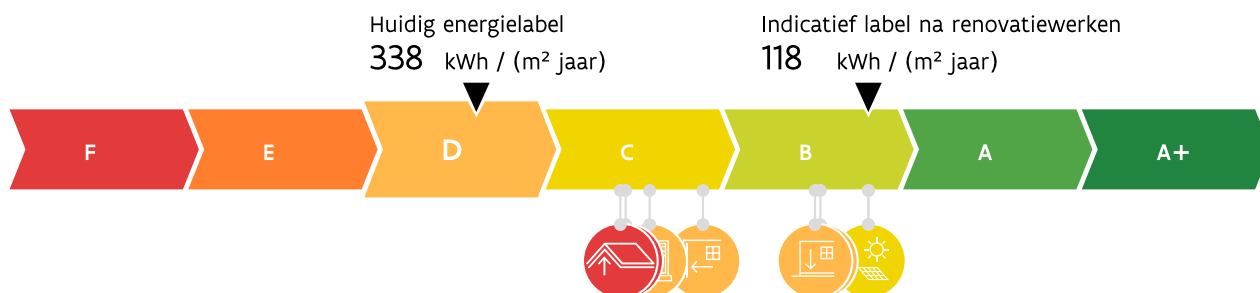 Huidig energielabel
338 kWh / (m² jaar)
Indicatief label na renovatiewerken
118 kWh / (m² jaar)
F E D C B A A+